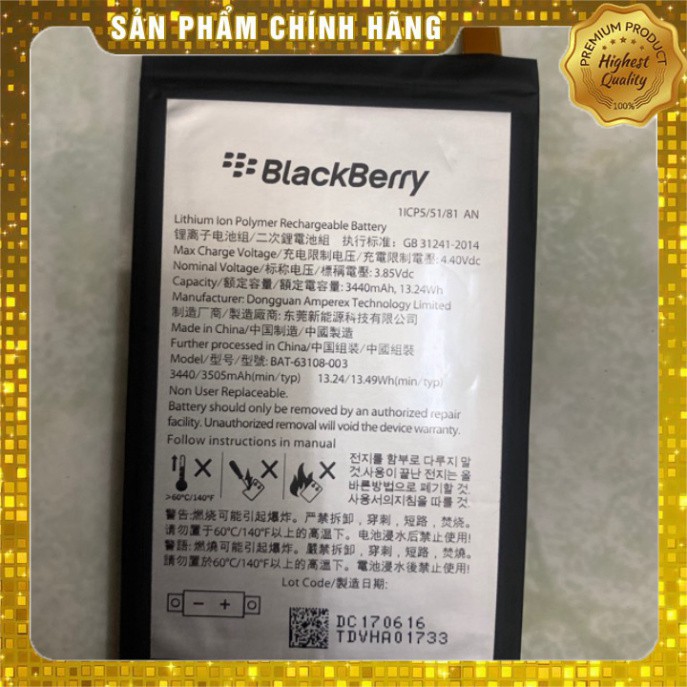 SẢN PHẨM CHÍNH HÃNG
PREMIUM PRODUCT
Highest
Quality
100%
BlackBerry
1ICP5/51/81 AN
Lithium Ion Polymer Rechargeable Battery
锂离子电池组/二次鋰電池組 执行标准: GB 31241-2014
Max Charge Voltage/充电限制电压/充電限制電壓: 4.40Vdc
Nominal Voltage/标称电压/標稱電壓: 3.85Vdc
Capacity/额定容量/額定電容量: 3440mAh, 13.24Wh
Manufacturer: Dongguan Amperex Technology Limited
制造厂商/製造廠商: 东莞新能源科技有限公司
Made in China/中国制造/中國製造
Further processed in China/中国组装/中國組裝
Model/型号/型號: BAT-63108-003
3440/3505mAh(min/typ) 13.24/13.49Wh(min/typ)
Non User Replaceable.
Battery should only be removed by an authorized repair
facility. Unauthorized removal will void the device warranty.
Follow instructions in manual
>60°C/140°F
전지를 함부로 다루지 말
것.사용이 끝난 전지는 올
바른방법으로 폐기할 것.
사용서의지침을 따를 것.
警告:燃烧可能引起爆炸。严禁拆卸，穿刺，短路，焚烧。
请勿置于60°C/140°F以上的高温下。电池浸水后禁止使用。
警語:燃燒可能引起爆炸。嚴禁拆卸，穿刺，短路，焚燒。
請勿置於60°C/140°F以上的高溫下。電池浸水後禁止使用。
Lot Code/製造日期:
− +
DC170616
TDVHA01733